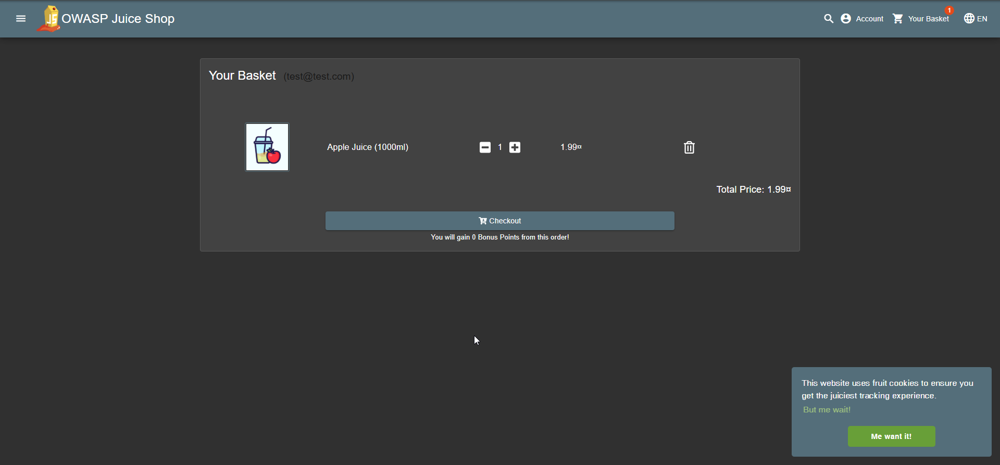 OWASP Juice Shop
Account
Your Basket
1
EN
Your Basket (test@test.com)
Apple Juice (1000ml)
1
1.99¤
Total Price: 1.99¤
Checkout
You will gain 0 Bonus Points from this order!
This website uses fruit cookies to ensure you
get the juiciest tracking experience.
But me wait!
Me want it!